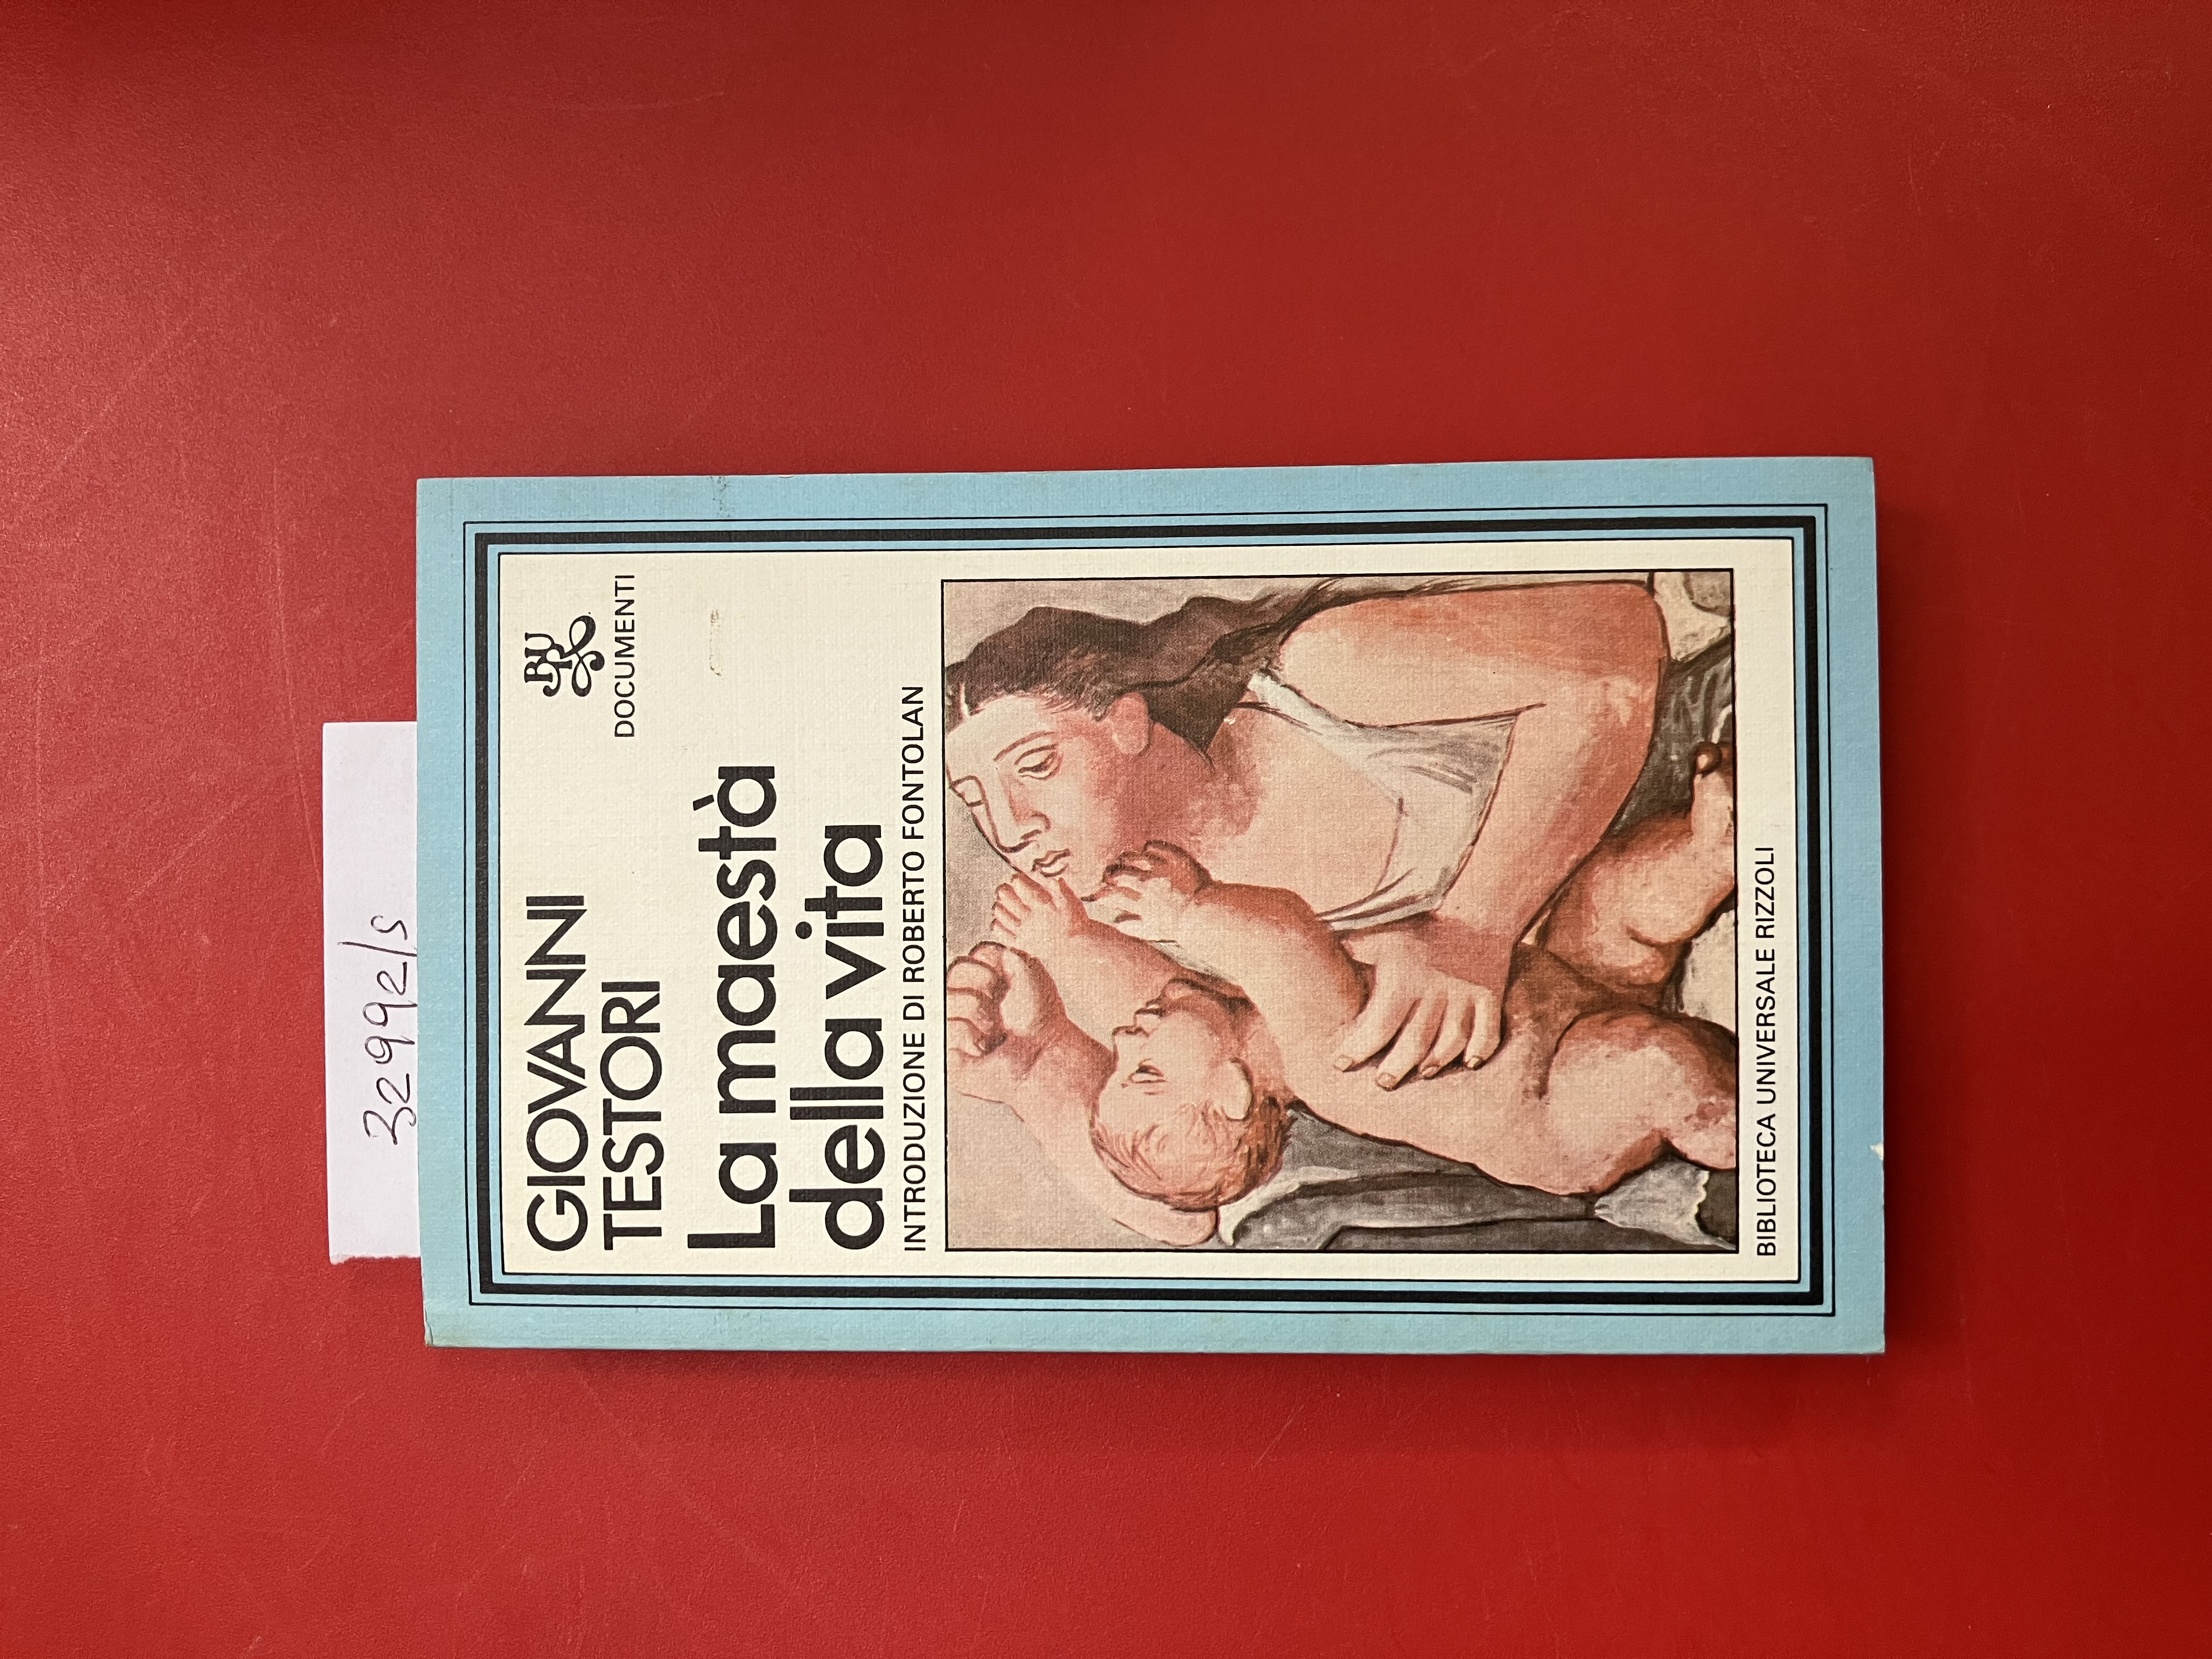 32992/s
GIOVANNI
TESTORI
BUR
DOCUMENTI
La maestà
della vita
INTRODUZIONE DI ROBERTO FONTOLAN
BIBLIOTECA UNIVERSALE RIZZOLI